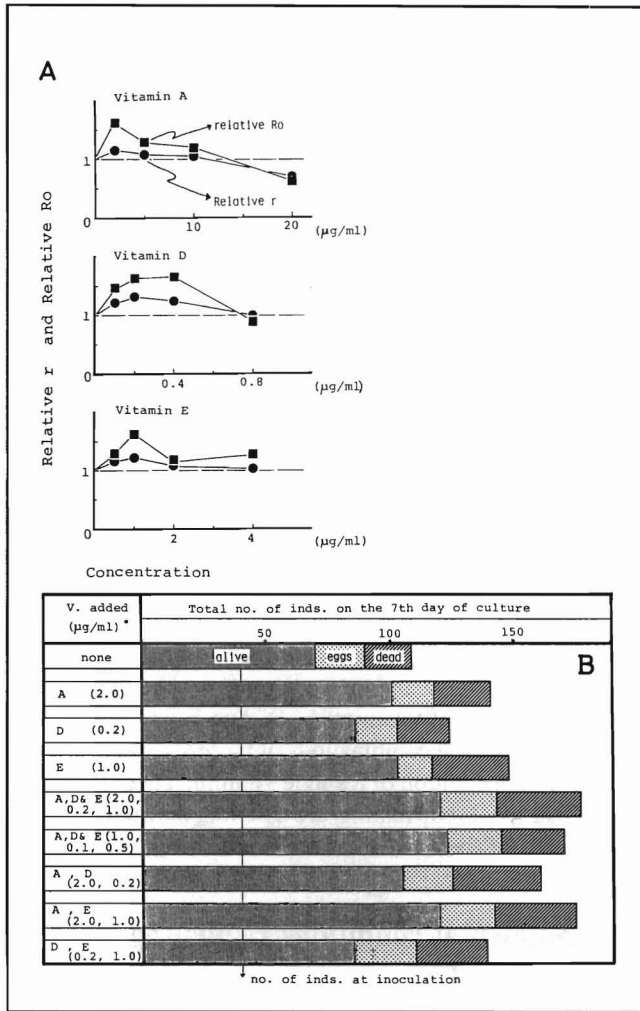 A
Vitamin A
relative Ro
1
Relative r
0
10
20
(µg/ml)
Vitamin D
1
0
0.4
0.8
(µg/ml)
Vitamin E
1
0
2
4
(µg/ml)
Relative r and Relative Ro
Concentration
V. added
(µg/ml)*
Total no. of inds. on the 7th day of culture
50
100
150
B
none
alive
eggs
dead
A (2.0)
D (0.2)
E (1.0)
A,D& E(2.0,
0.2, 1.0)
A,D& E(1.0,
0.1, 0.5)
A , D
(2.0, 0.2)
A , E
(2.0, 1.0)
D , E
(0.2, 1.0)
no. of inds. at inoculation